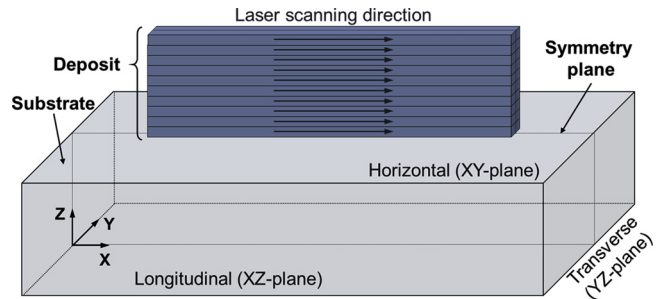 Laser scanning direction
Deposit
Symmetry
plane
Substrate
Horizontal (XY-plane)
Z
Y
X
Longitudinal (XZ-plane)
Transverse
(YZ-plane)